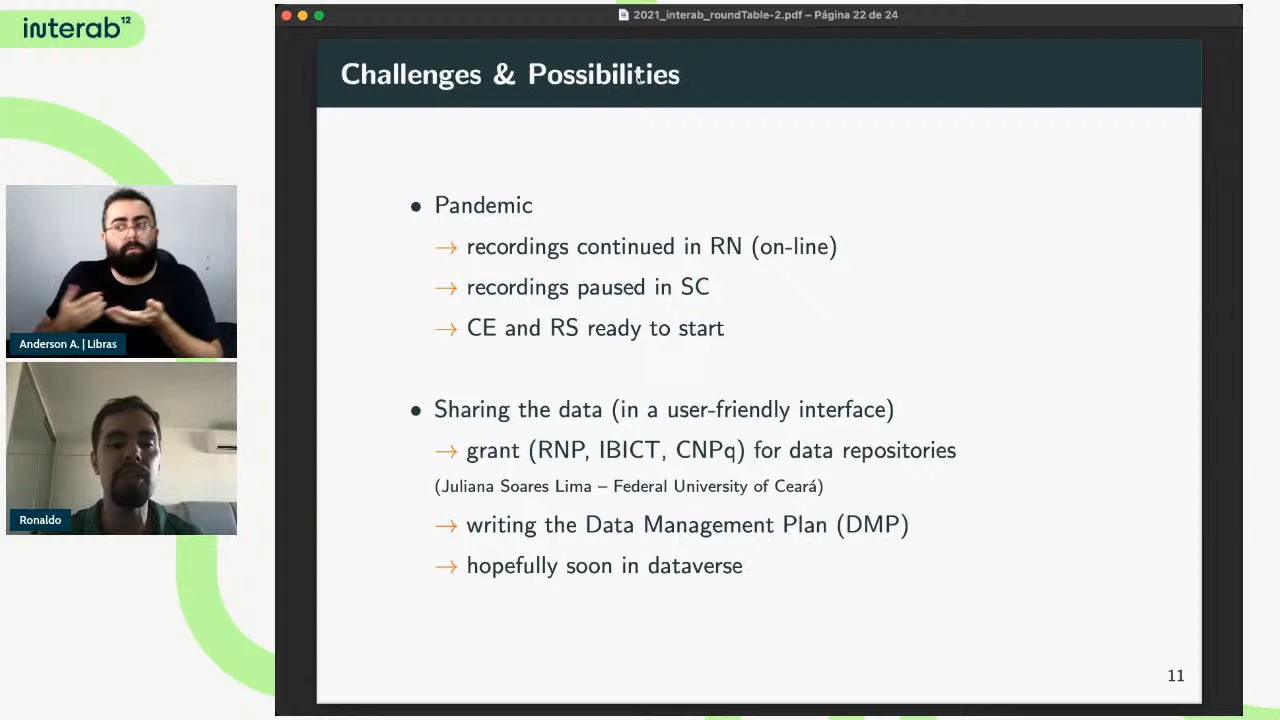 interab¹²
2021_interab_roundTable-2.pdf – Página 22 de 24
Challenges & Possibilities
• Pandemic
→ recordings continued in RN (on-line)
→ recordings paused in SC
→ CE and RS ready to start
• Sharing the data (in a user-friendly interface)
→ grant (RNP, IBICT, CNPq) for data repositories
(Juliana Soares Lima – Federal University of Ceará)
→ writing the Data Management Plan (DMP)
→ hopefully soon in dataverse
11
Anderson A. | Libras
Ronaldo